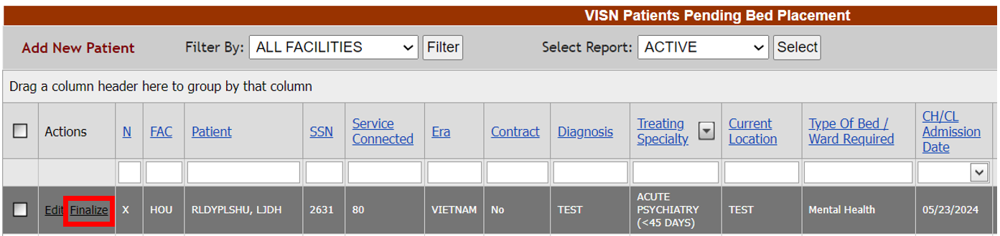 VISN Patients Pending Bed Placement
Add New Patient Filter By: ALL FACILITIES Filter Select Report: ACTIVE Select
Drag a column header here to group by that column
Actions N FAC Patient SSN Service Connected Era Contract Diagnosis Treating Specialty Current Location Type Of Bed / Ward Required CH/CL Admission Date
Edit Finalize X HOU RLDYPLSHU, LJDH 2631 80 VIETNAM No TEST ACUTE PSYCHIATRY (<45 DAYS) TEST Mental Health 05/23/2024